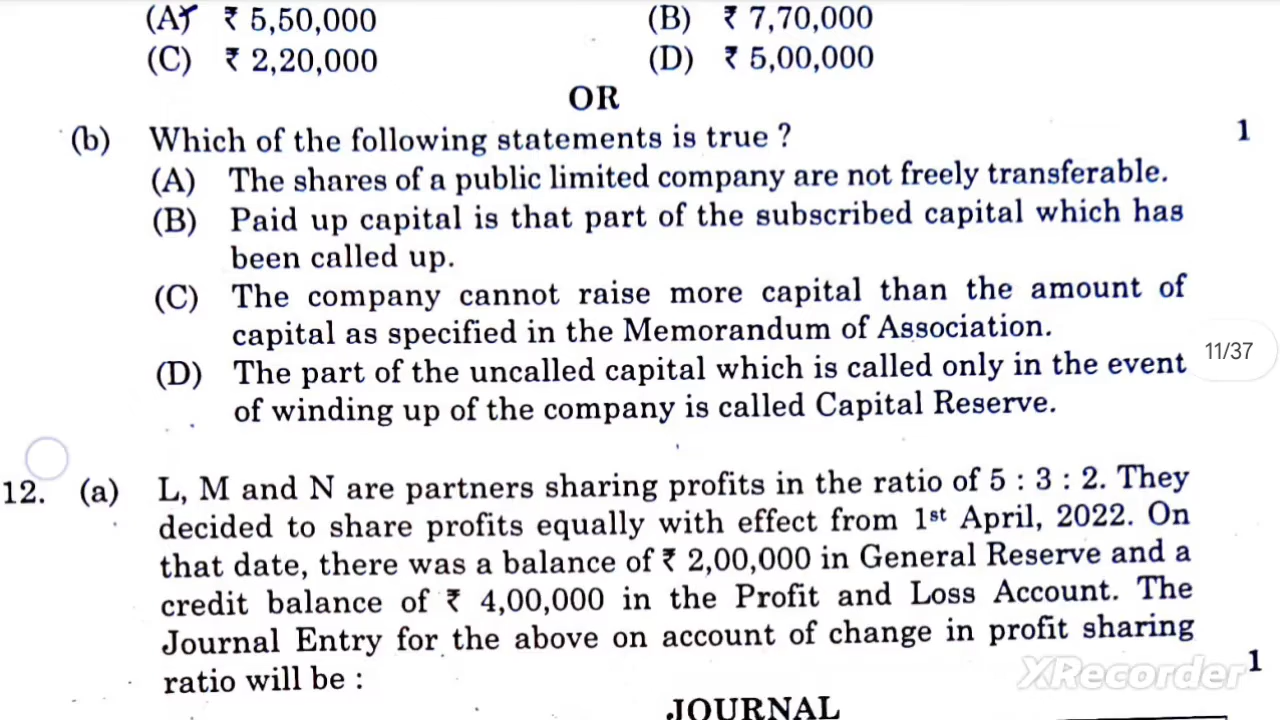 (A) ₹ 5,50,000 (B) ₹ 7,70,000
(C) ₹ 2,20,000 (D) ₹ 5,00,000
OR
(b) Which of the following statements is true ? 1
(A) The shares of a public limited company are not freely transferable.
(B) Paid up capital is that part of the subscribed capital which has
been called up.
(C) The company cannot raise more capital than the amount of
capital as specified in the Memorandum of Association.
(D) The part of the uncalled capital which is called only in the event
11/37
of winding up of the company is called Capital Reserve.
12. (a) L, M and N are partners sharing profits in the ratio of 5 : 3 : 2. They
decided to share profits equally with effect from 1st April, 2022. On
that date, there was a balance of ₹ 2,00,000 in General Reserve and a
credit balance of ₹ 4,00,000 in the Profit and Loss Account. The
Journal Entry for the above on account of change in profit sharing
ratio will be : 1
XRecorder
JOURNAL